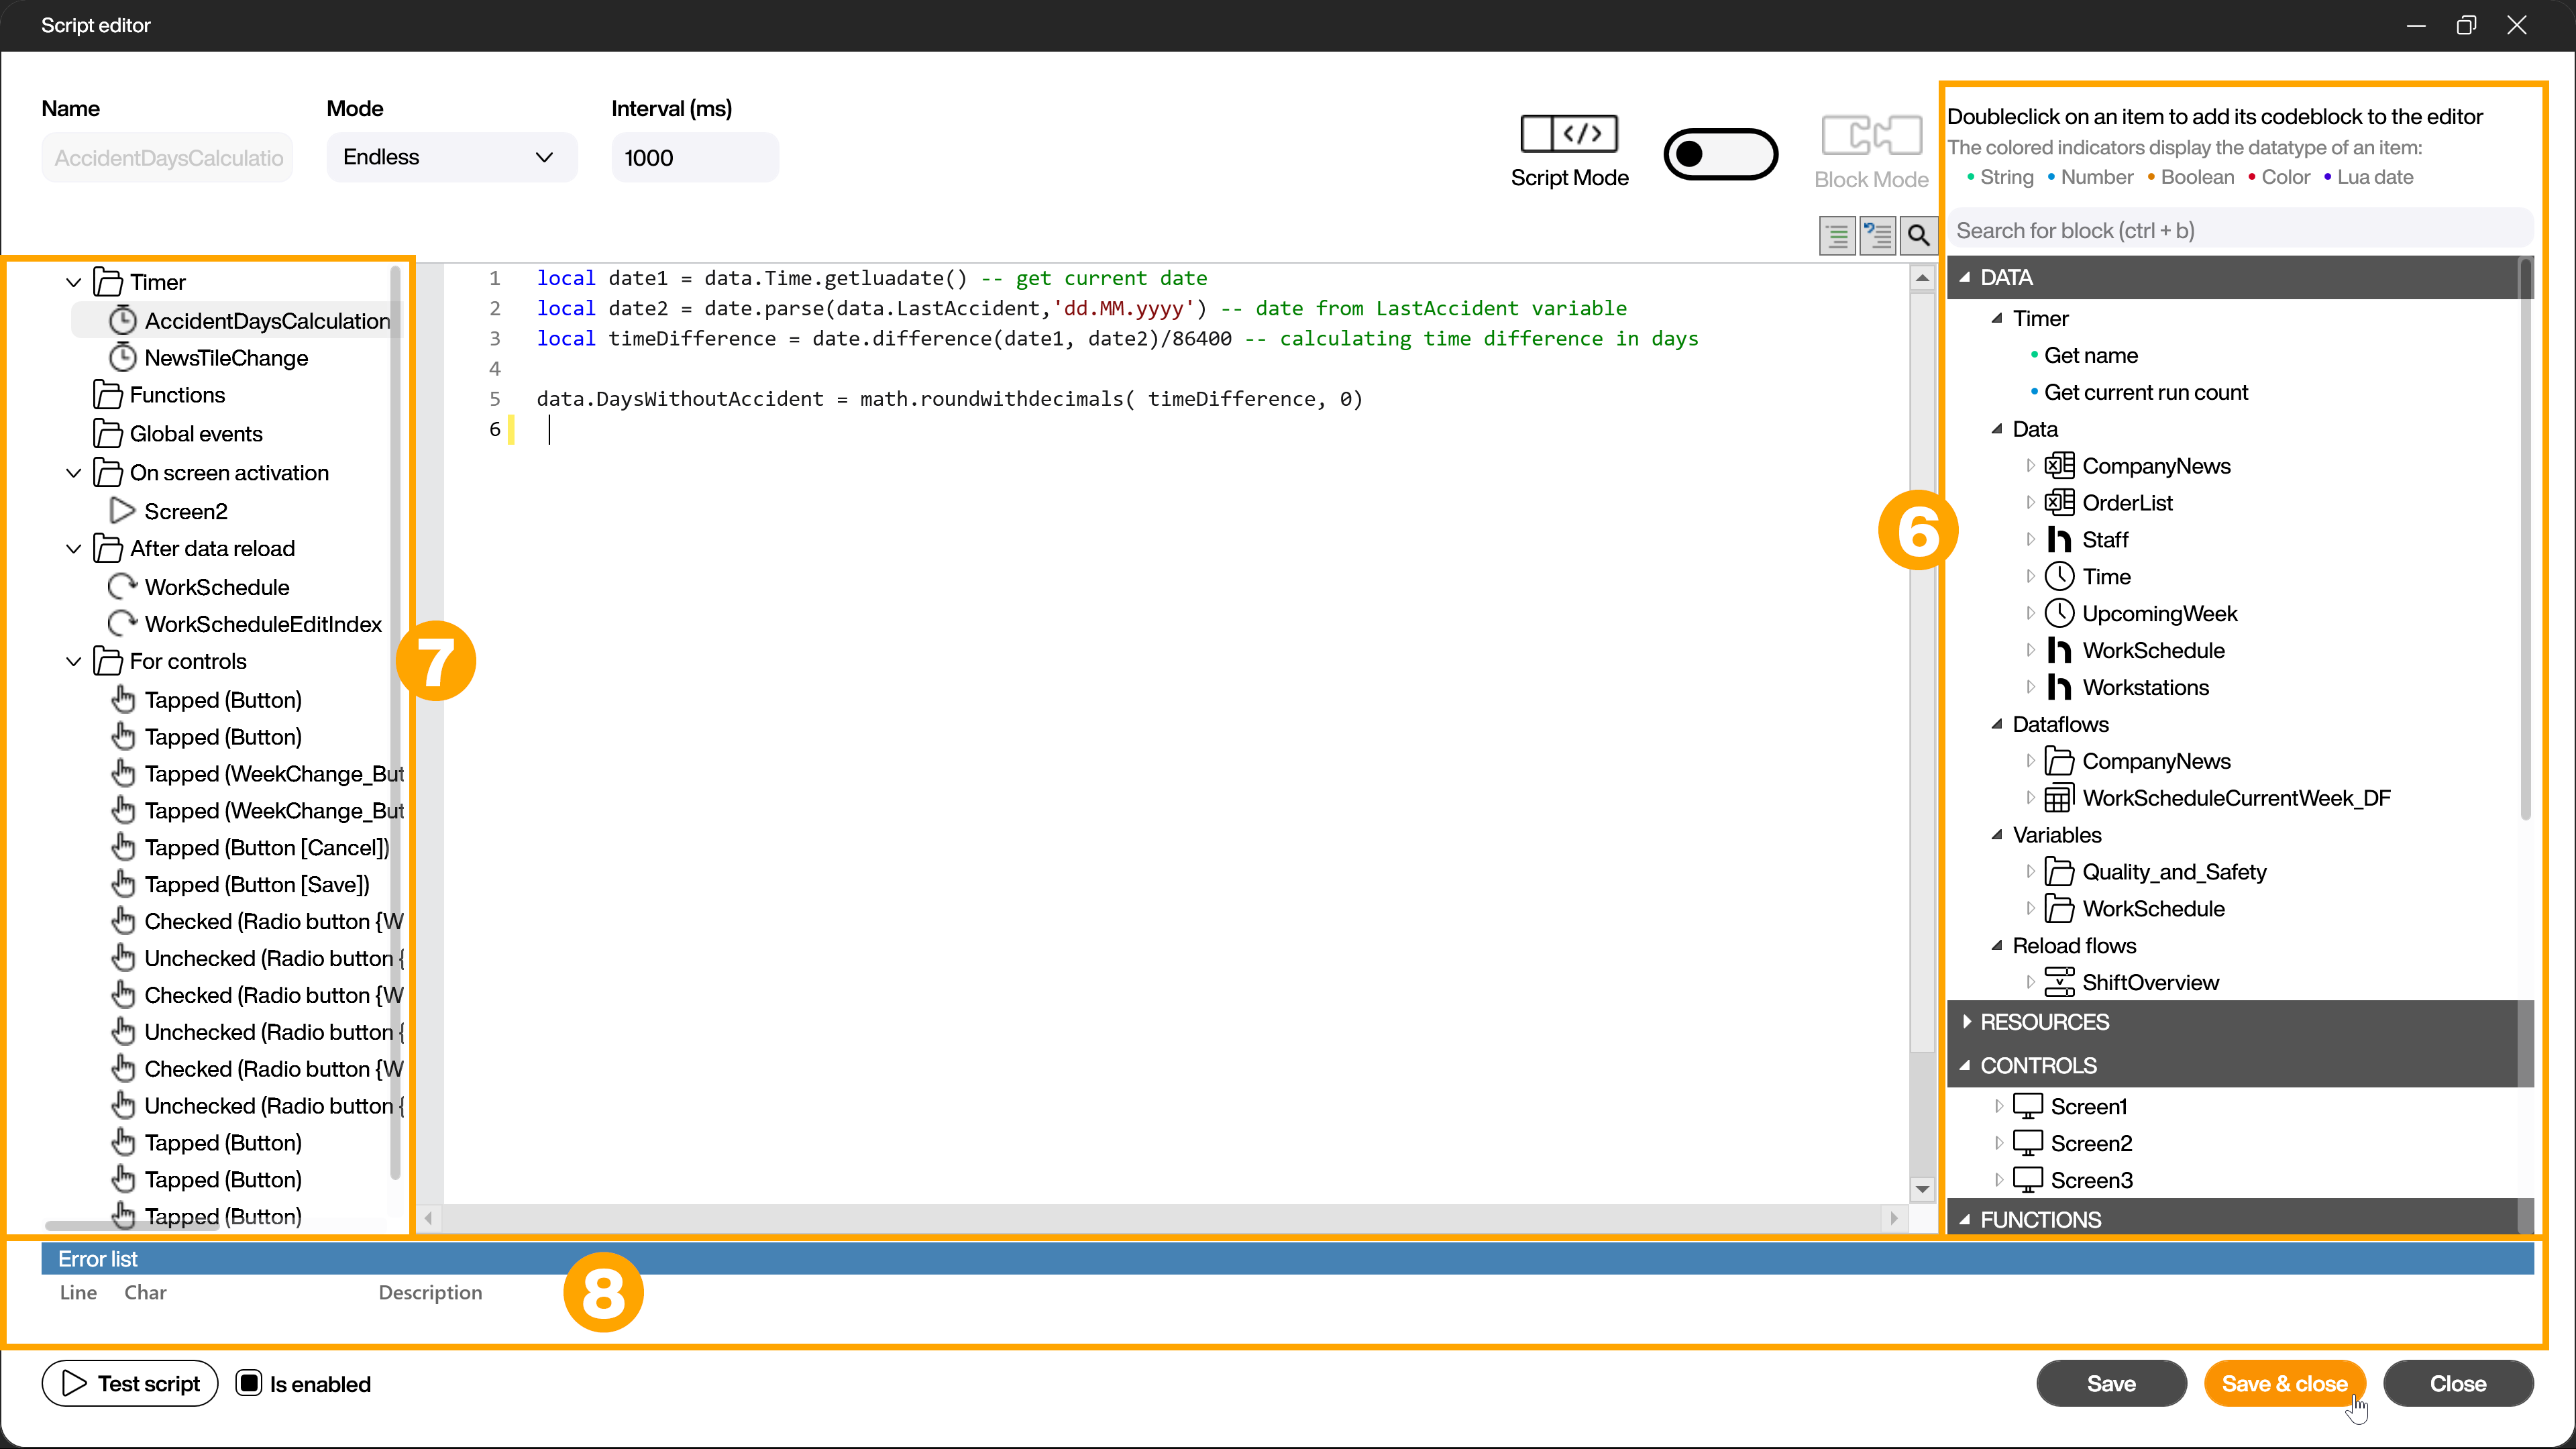 Script editor
Name
Mode
Interval (ms)
AccidentDaysCalculatio
Endless
1000
Script Mode
Block Mode
Doubleclick on an item to add its codeblock to the editor
The colored indicators display the datatype of an item:
• String • Number • Boolean • Color • Lua date
Search for block (ctrl + b)
Timer
AccidentDaysCalculation
NewsTileChange
Functions
Global events
On screen activation
Screen2
After data reload
WorkSchedule
WorkScheduleEditIndex
For controls
Tapped (Button)
Tapped (Button)
Tapped (WeekChange_But
Tapped (WeekChange_But
Tapped (Button [Cancel])
Tapped (Button [Save])
Checked (Radio button {W
Unchecked (Radio button {
Checked (Radio button {W
Unchecked (Radio button {
Checked (Radio button {W
Unchecked (Radio button {
Tapped (Button)
Tapped (Button)
Tapped (Button)
7
1 local date1 = data.Time.getluadate() -- get current date
2 local date2 = date.parse(data.LastAccident,'dd.MM.yyyy') -- date from LastAccident variable
3 local timeDifference = date.difference(date1, date2)/86400 -- calculating time difference in days
4
5 data.DaysWithoutAccident = math.roundwithdecimals( timeDifference, 0)
6
6
DATA
Timer
• Get name
• Get current run count
Data
CompanyNews
OrderList
Staff
Time
UpcomingWeek
WorkSchedule
Workstations
Dataflows
CompanyNews
WorkScheduleCurrentWeek_DF
Variables
Quality_and_Safety
WorkSchedule
Reload flows
ShiftOverview
RESOURCES
CONTROLS
Screen1
Screen2
Screen3
FUNCTIONS
Error list
Line Char Description
8
Test script
Is enabled
Save
Save & close
Close